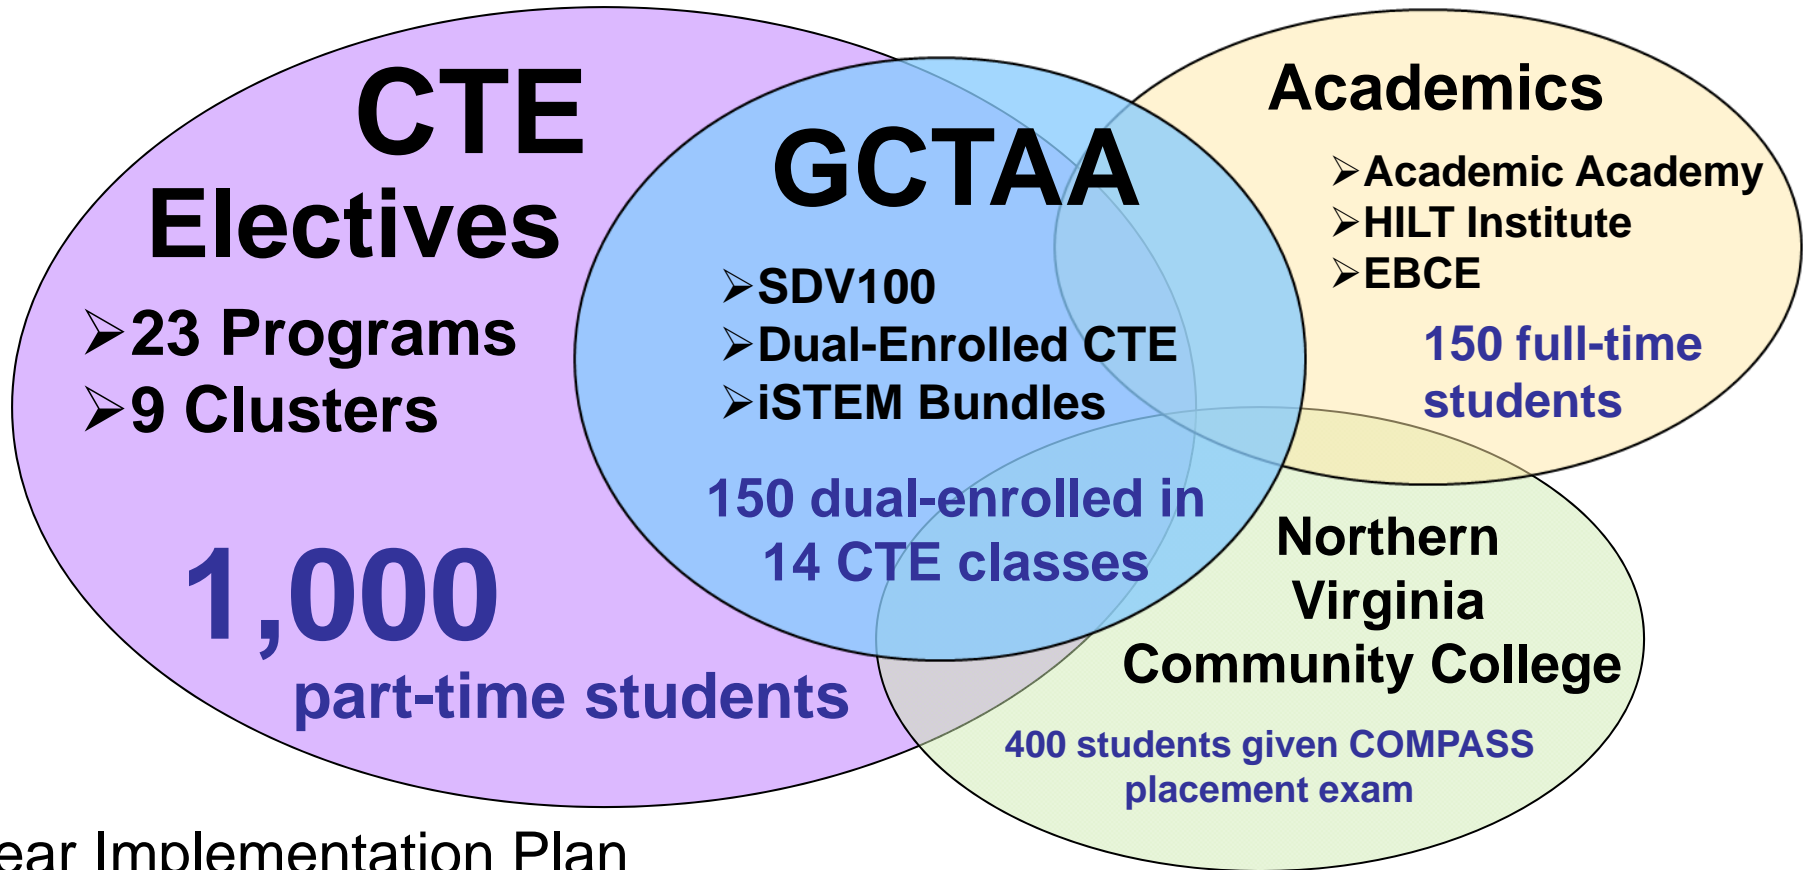 CTE
Electives
➢23 Programs
➢9 Clusters
1,000
part-time students
GCTAA
➢SDV100
➢Dual-Enrolled CTE
➢iSTEM Bundles
150 dual-enrolled in
14 CTE classes
Academics
➢Academic Academy
➢HILT Institute
➢EBCE
150 full-time
students
Northern
Virginia
Community College
400 students given COMPASS
placement exam
Implementation Plan